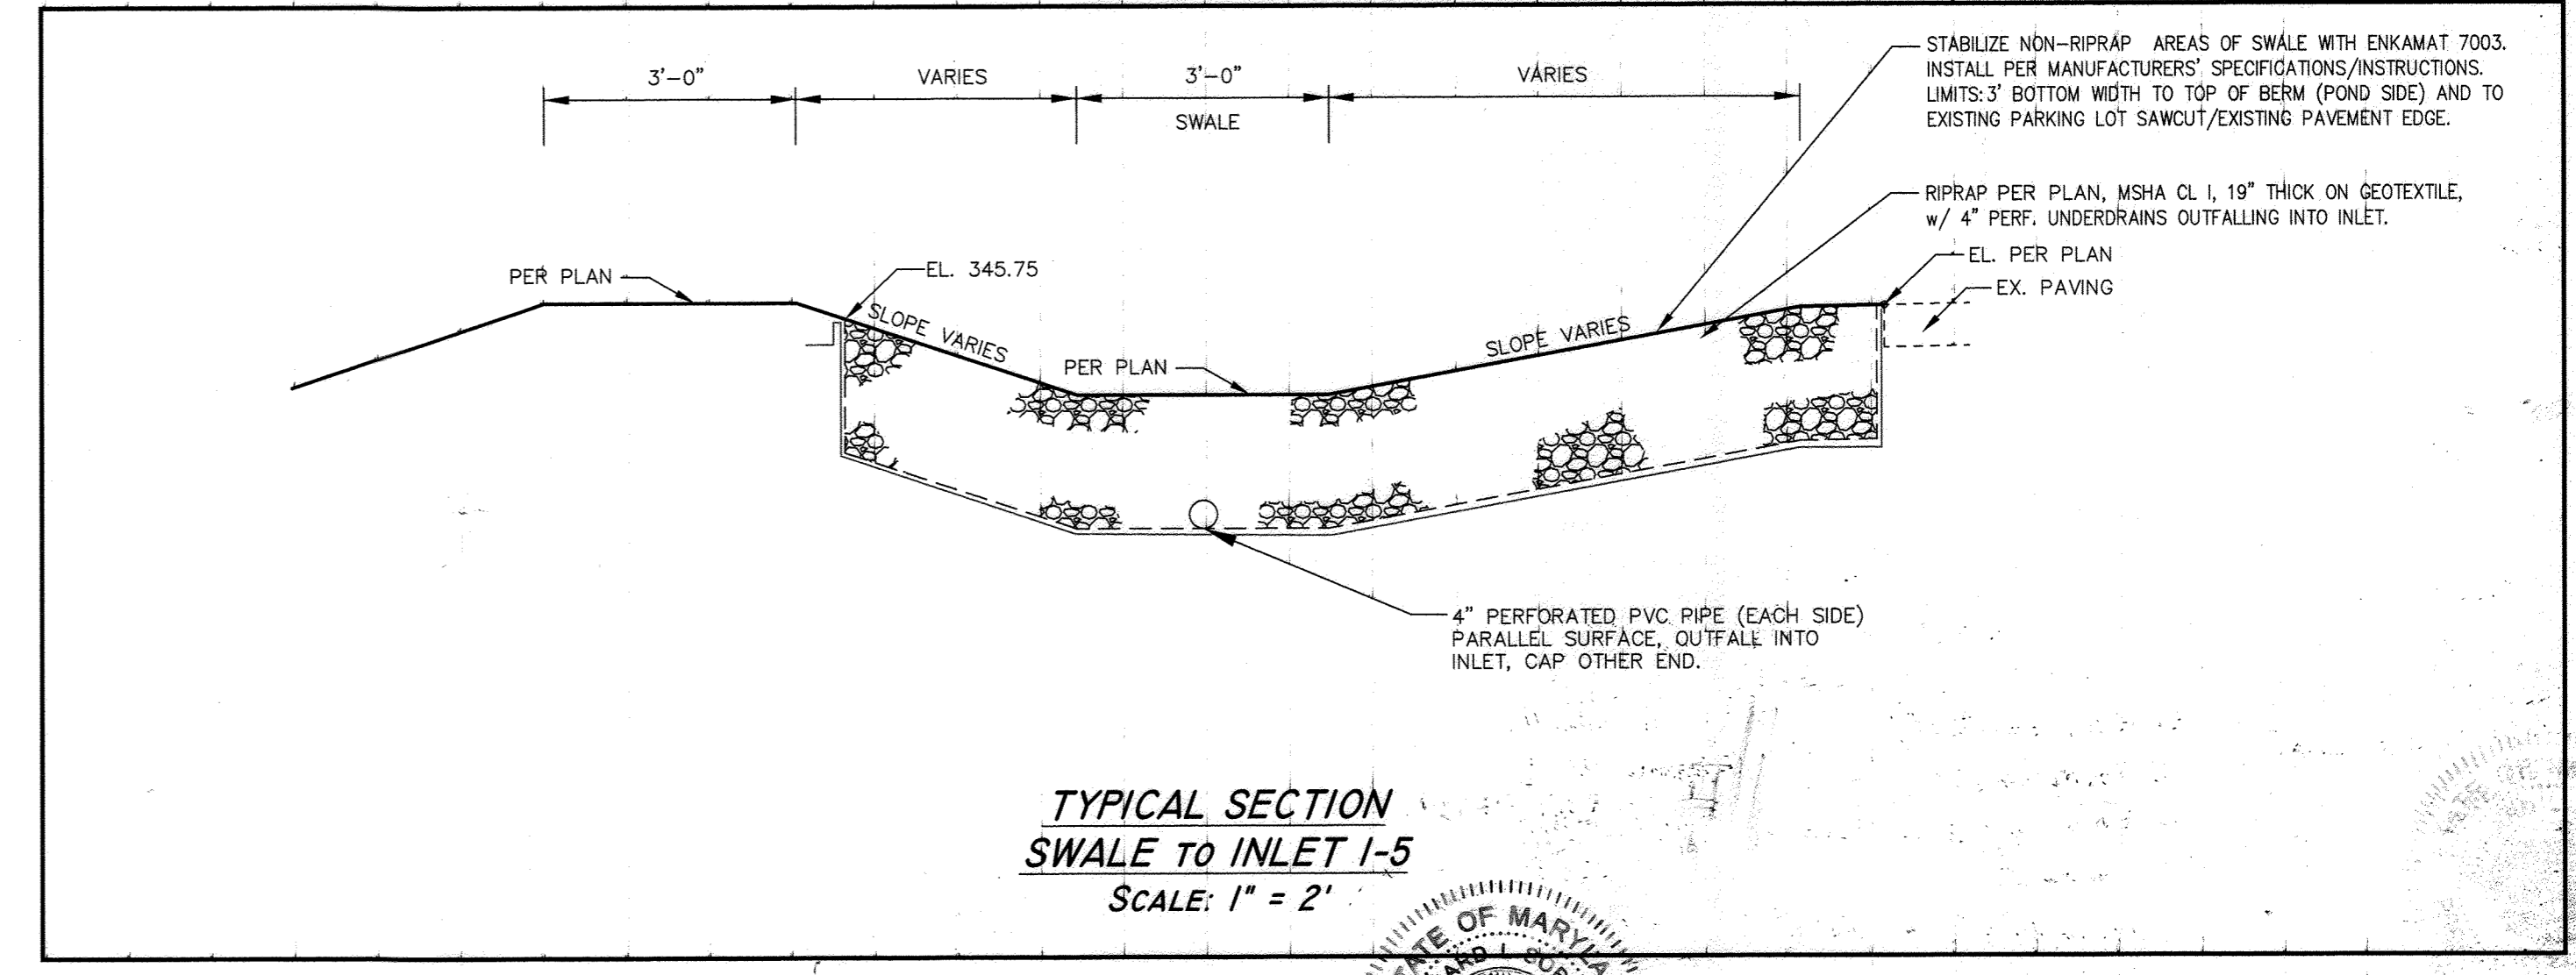 3'-0"
VARIES
3'-0"
SWALE
VARIES
STABILIZE NON-RIPRAP AREAS OF SWALE WITH ENKAMAT 7003.
INSTALL PER MANUFACTURERS' SPECIFICATIONS/INSTRUCTIONS.
LIMITS: 3' BOTTOM WIDTH TO TOP OF BERM (POND SIDE) AND TO
EXISTING PARKING LOT SAWCUT/EXISTING PAVEMENT EDGE.
RIPRAP PER PLAN, MSHA CL I, 19" THICK ON GEOTEXTILE,
w/ 4" PERF. UNDERDRAINS OUTFALLING INTO INLET.
EL. PER PLAN
EX. PAVING
PER PLAN
EL. 345.75
SLOPE VARIES
PER PLAN
SLOPE VARIES
4" PERFORATED PVC PIPE (EACH SIDE)
PARALLEL SURFACE, OUTFALL INTO
INLET, CAP OTHER END.
TYPICAL SECTION
SWALE TO INLET I-5
SCALE: 1" = 2'
OF MARYLA